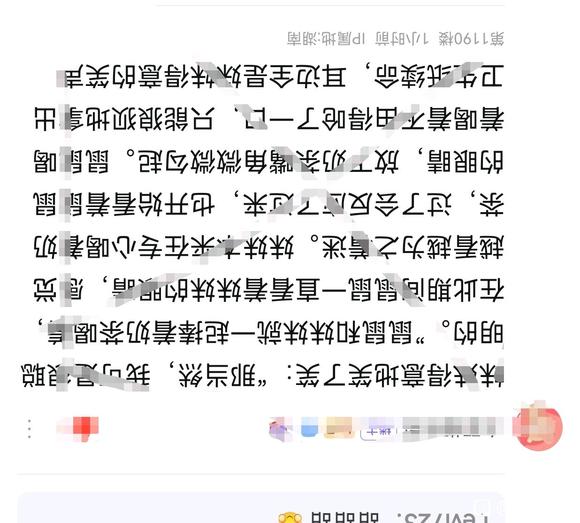 妹妹得意地笑了笑：“那当然，我可是很聪
明的。”鼠鼠和妹妹就一起捧着奶茶喝着，
在此期间鼠鼠一直看着妹妹的眼睛，感觉
越看越为之着迷。妹妹本来在专心喝着奶
茶，过了会反应了过来，也开始看着鼠鼠
的眼睛，放下奶茶嘴角微微勾起。鼠鼠喝
着喝着不由得呛了一口，只能狼狈地拿出
卫生纸续命，耳边全是妹妹得意的笑声
第1190楼 1小时前 IP属地:湖南